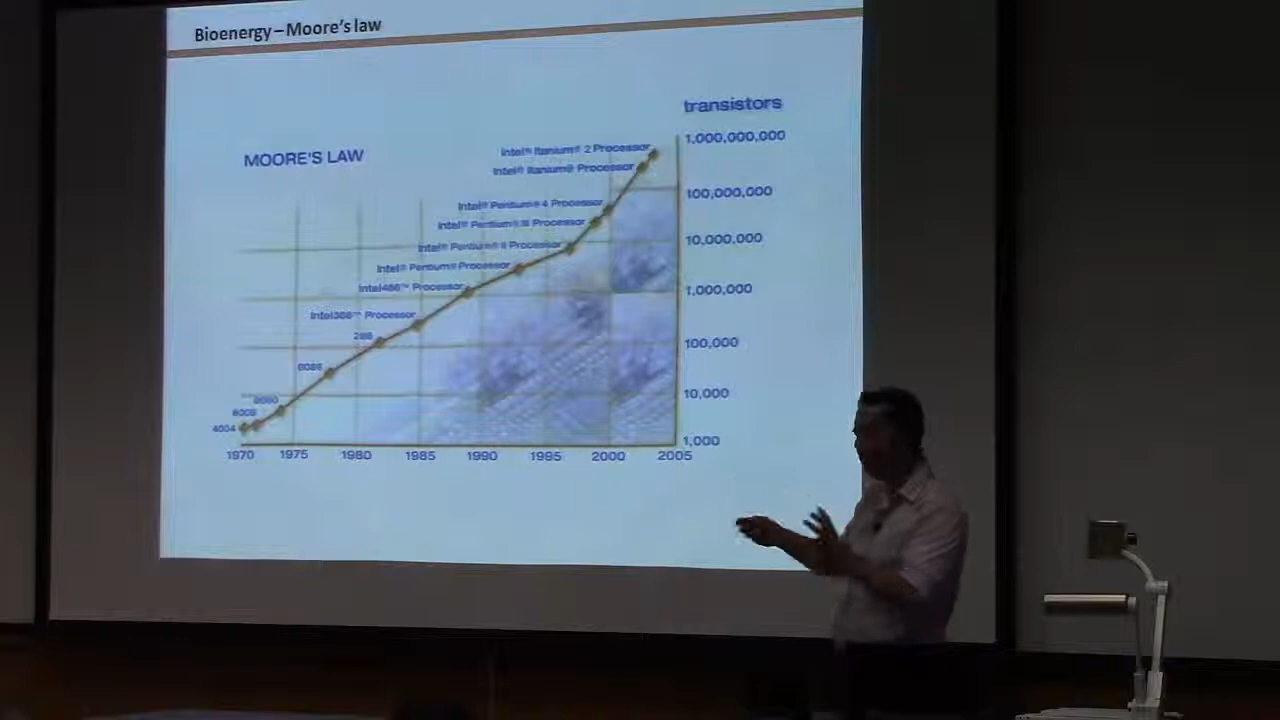 Bioenergy – Moore's law
transistors
MOORE'S LAW
1,000,000,000
Intel® Itanium® 2 Processor
Intel® Itanium® Processor
100,000,000
Intel® Pentium® 4 Processor
Intel® Pentium® III Processor
10,000,000
Intel® Pentium® II Processor
Intel® Pentium® Processor
Intel486™ Processor
1,000,000
Intel386™ Processor
286
100,000
8086
10,000
8080
8008
4004
1,000
1970 1975 1980 1985 1990 1995 2000 2005